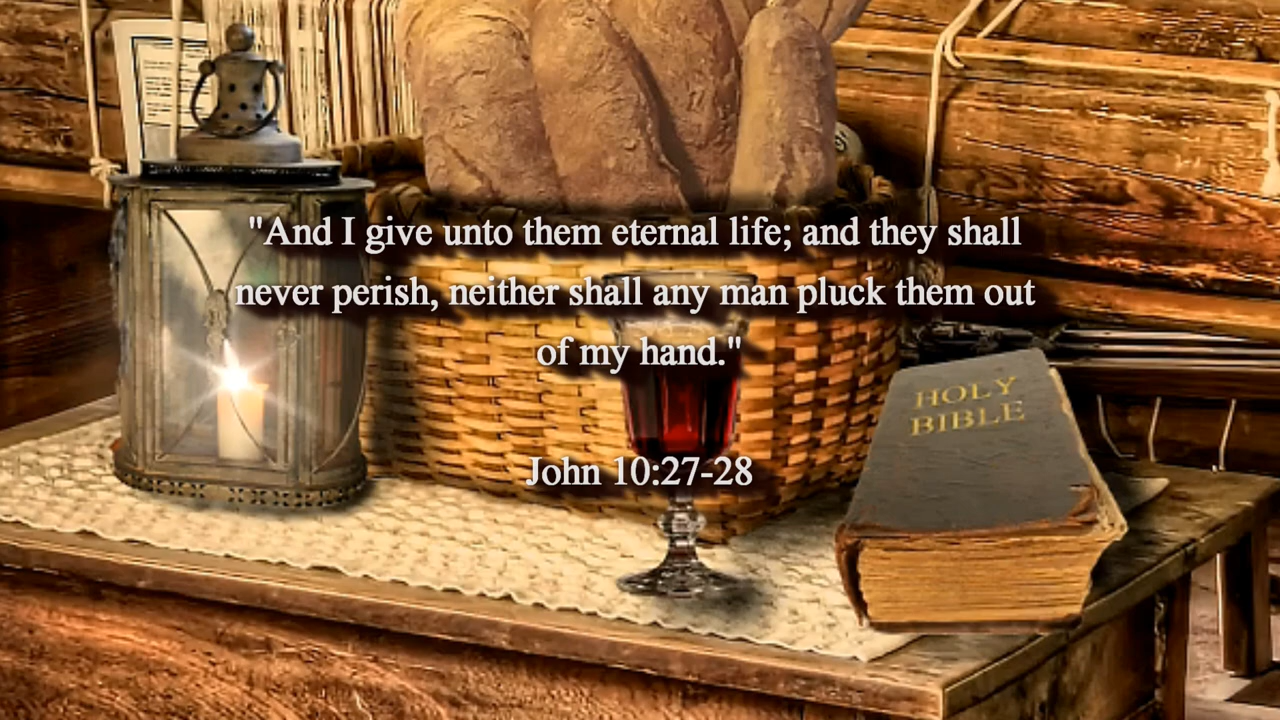 "And I give unto them eternal life; and they shall
never perish, neither shall any man pluck them out
of my hand."
John 10:27-28
HOLY
BIBLE